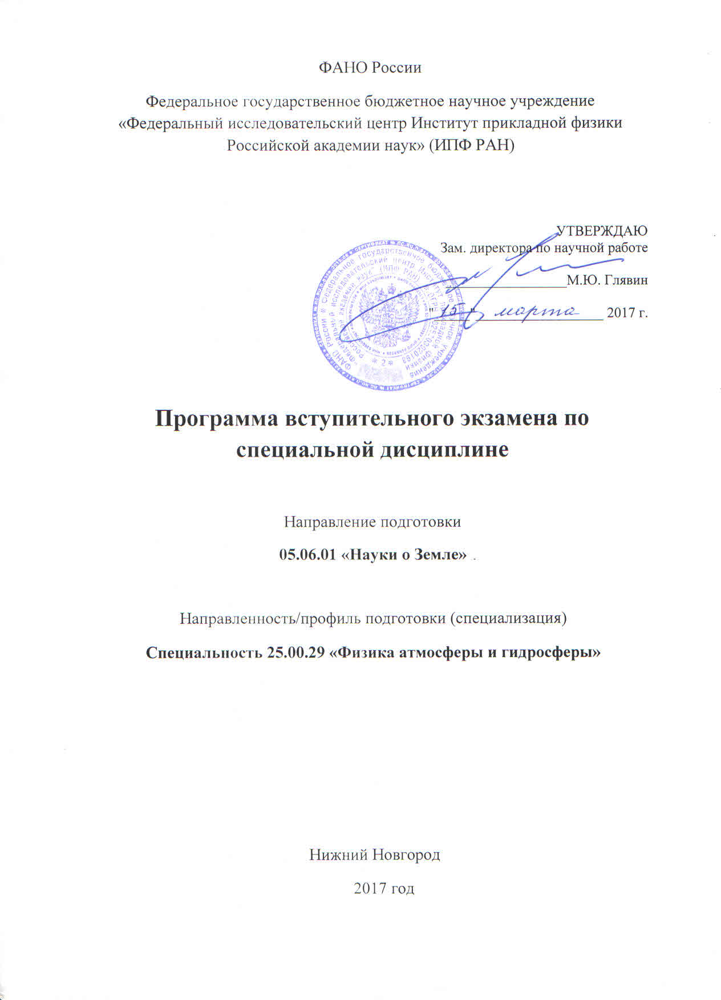 ФАНО России
Федеральное государственное бюджетное научное учреждение
«Федеральный исследовательский центр Институт прикладной физики
Российской академии наук» (ИПФ РАН)
УТВЕРЖДАЮ
Зам. директора по научной работе
М.Ю. Глявин
"15" марта 2017 г.
Программа вступительного экзамена по
специальной дисциплине
Направление подготовки
05.06.01 «Науки о Земле» .
Направленность/профиль подготовки (специализация)
Специальность 25.00.29 «Физика атмосферы и гидросферы»
Нижний Новгород
2017 год